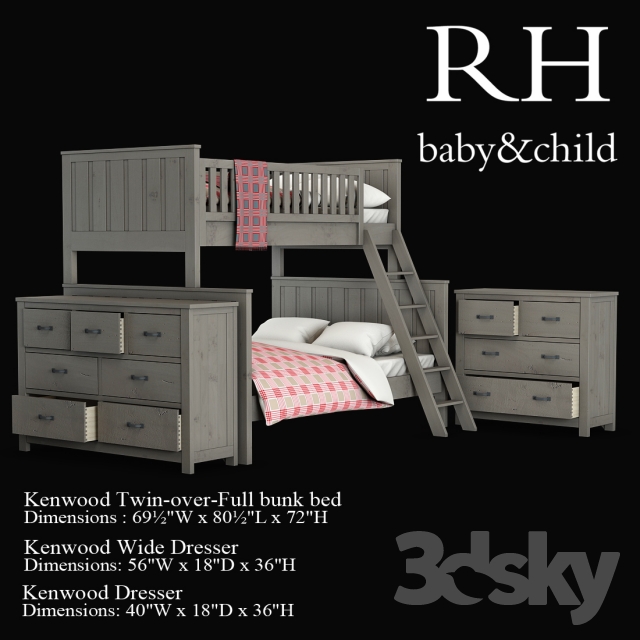 RH
baby&child
Kenwood Twin-over-Full bunk bed
Dimensions : 69½"W x 80½"L x 72"H
Kenwood Wide Dresser
Dimensions: 56"W x 18"D x 36"H
Kenwood Dresser
Dimensions: 40"W x 18"D x 36"H
3dsky